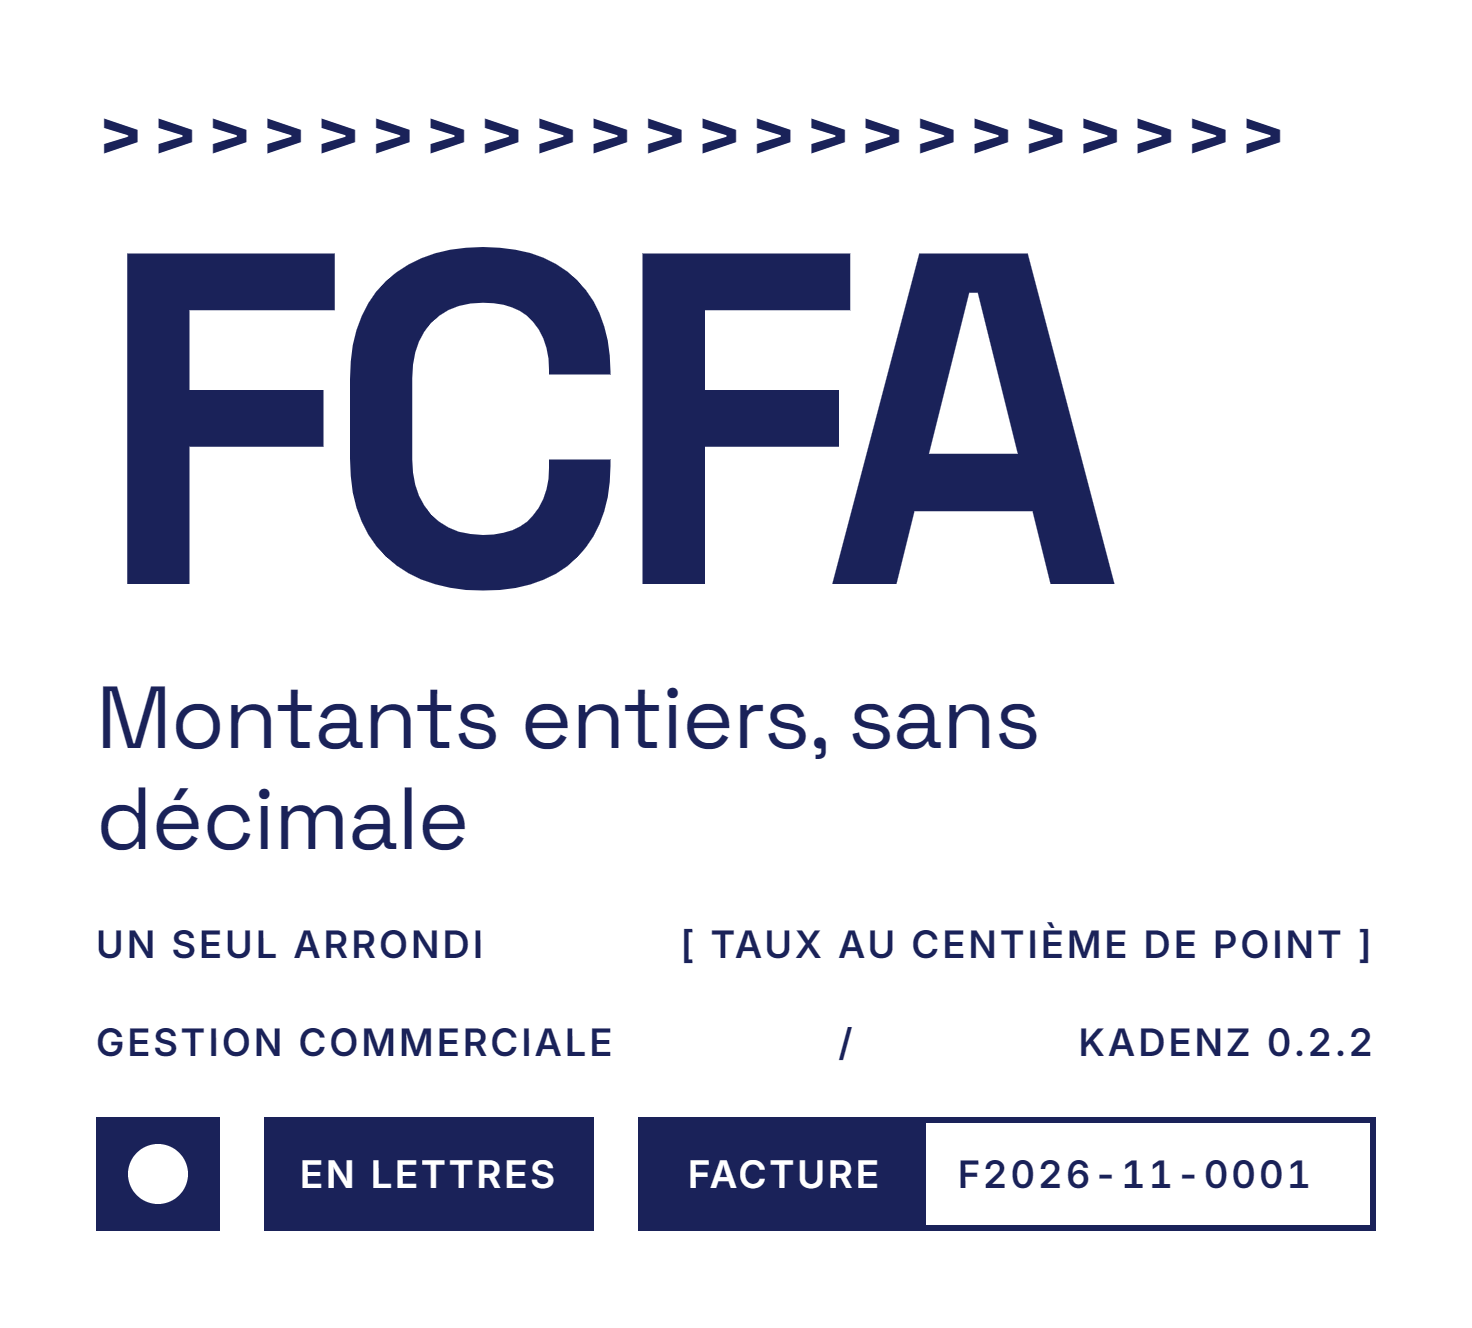 > > > > > > > > > > > > > > > > > > > > > >
FCFA
Montants entiers, sans
décimale
UN SEUL ARRONDI [ TAUX AU CENTIÈME DE POINT ]
GESTION COMMERCIALE / KADENZ 0.2.2
EN LETTRES FACTURE F2026-11-0001